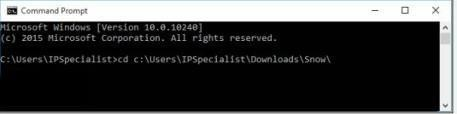 Command Prompt
Microsoft Windows [Version 10.0.10240]
(c) 2015 Microsoft Corporation. All rights reserved.
C:\Users\IPSpecialist>cd c:\Users\IPSpecialist\Downloads\Snow\